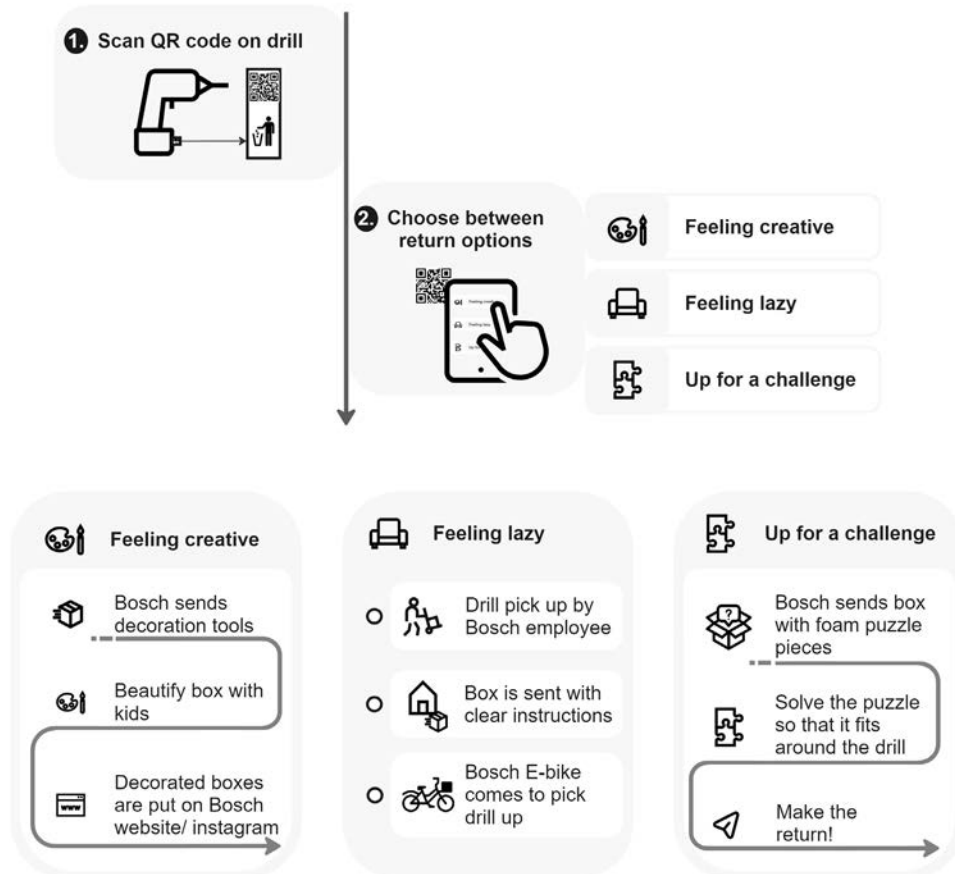 1. Scan QR code on drill
2. Choose between
return options
Feeling creative
Feeling lazy
Up for a challenge
Feeling creative
Bosch sends
decoration tools
Beautify box with
kids
Decorated boxes
are put on Bosch
website/ instagram
Feeling lazy
Drill pick up by
Bosch employee
Box is sent with
clear instructions
Bosch E-bike
comes to pick
drill up
Up for a challenge
?
Bosch sends box
with foam puzzle
pieces
Solve the puzzle
so that it fits
around the drill
Make the
return!